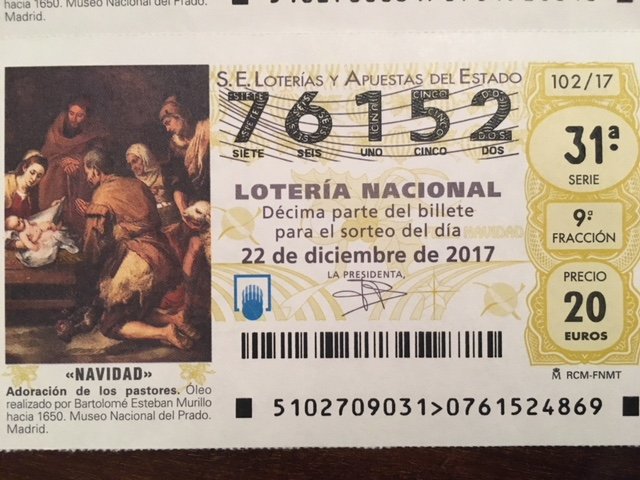 hacia 1650. Museo Nacional del Prado.
Madrid.
S.E. LOTERÍAS Y APUESTAS DEL ESTADO
76152
SIETE SEIS UNO CINCO DOS
LOTERÍA NACIONAL
Décima parte del billete
para el sorteo del día
22 de diciembre de 2017
LA PRESIDENTA,
102/17
31ª
SERIE
9ª
FRACCIÓN
PRECIO
20
EUROS
RCM-FNMT
«NAVIDAD»
Adoración de los pastores. Óleo
realizado por Bartolomé Esteban Murillo
hacia 1650. Museo Nacional del Prado.
Madrid.
5102709031>0761524869